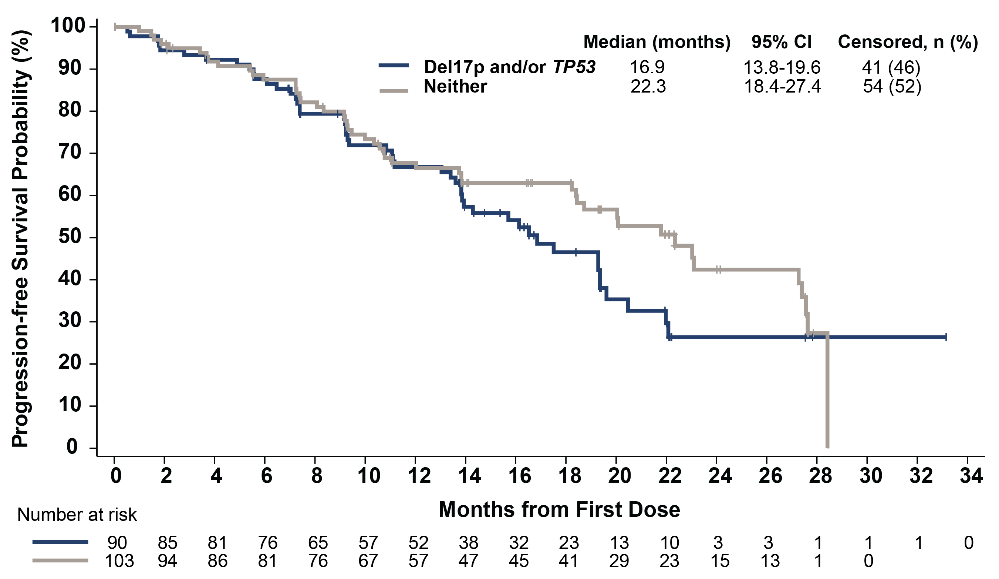 Progression-free Survival Probability (%)
100
90
80
70
60
50
40
30
20
10
0
Median (months) 95% CI Censored, n (%)
Del17p and/or TP53 16.9 13.8-19.6 41 (46)
Neither 22.3 18.4-27.4 54 (52)
0 2 4 6 8 10 12 14 16 18 20 22 24 26 28 30 32 34
Months from First Dose
Number at risk
90 85 81 76 65 57 52 38 32 23 13 10 3 3 1 1 1 0
103 94 86 81 76 67 57 47 45 41 29 23 15 13 1 0